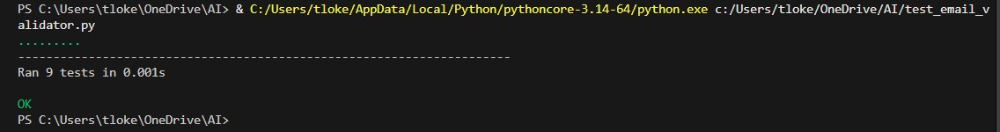 PS C:\Users\tloke\OneDrive\AI> & C:/Users/tloke/AppData/Local/Python/pythoncore-3.14-64/python.exe c:/Users/tloke/OneDrive/AI/test_email_v
alidator.py
.........
----------------------------------------------------------------------
Ran 9 tests in 0.001s

OK
PS C:\Users\tloke\OneDrive\AI>